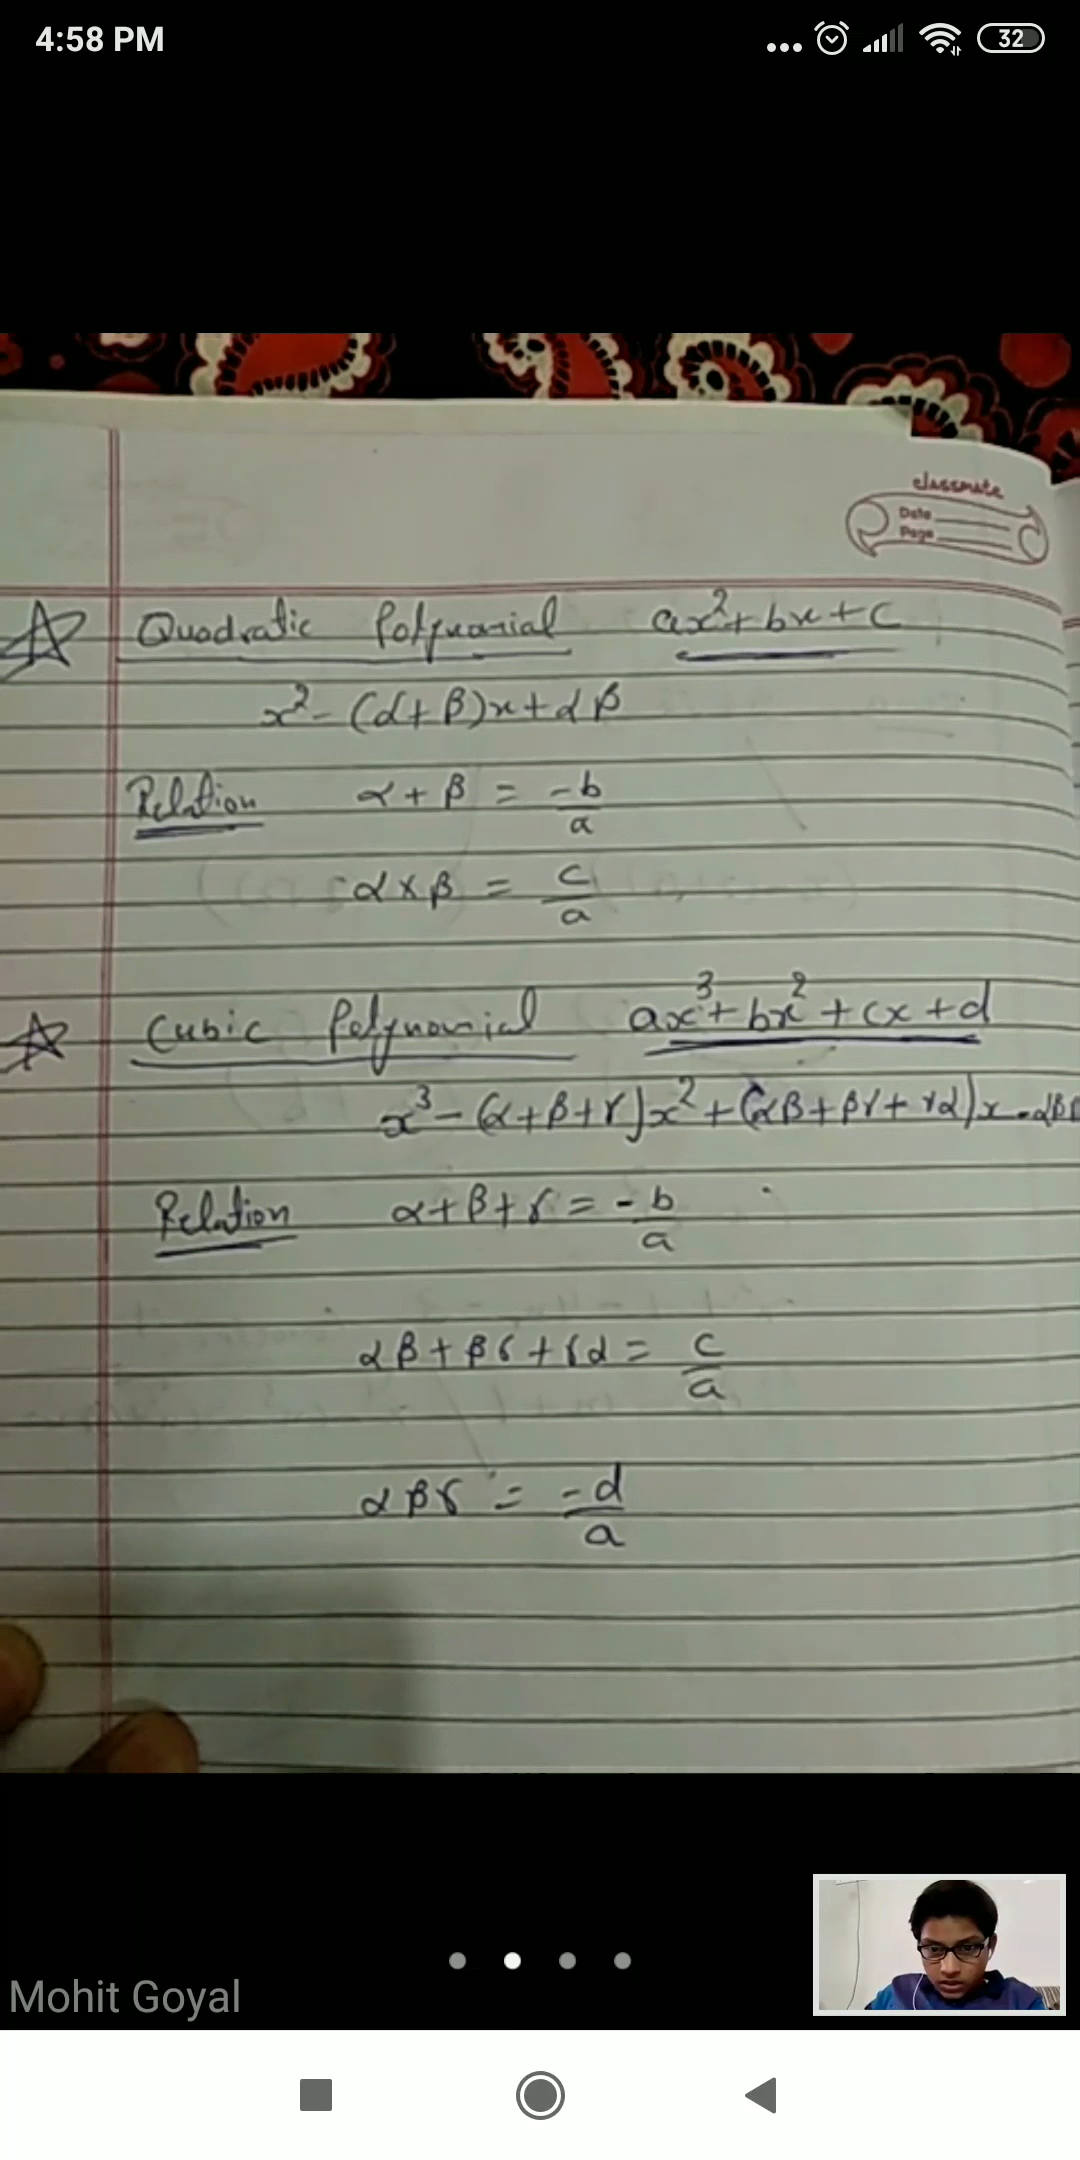 4:58 PM
32
classmate
Date
Page
Quadratic Polynomial ax²+bx+c
x² - (α+β)x+αβ
Relation α+β = -b/a
α×β = c/a
Cubic Polynomial ax³+bx²+cx+d
x³-(α+β+γ)x²+(αβ+βγ+γα)x-αβ
Relation α+β+γ = -b/a
αβ+βγ+γα = c/a
αβγ = -d/a
Mohit Goyal